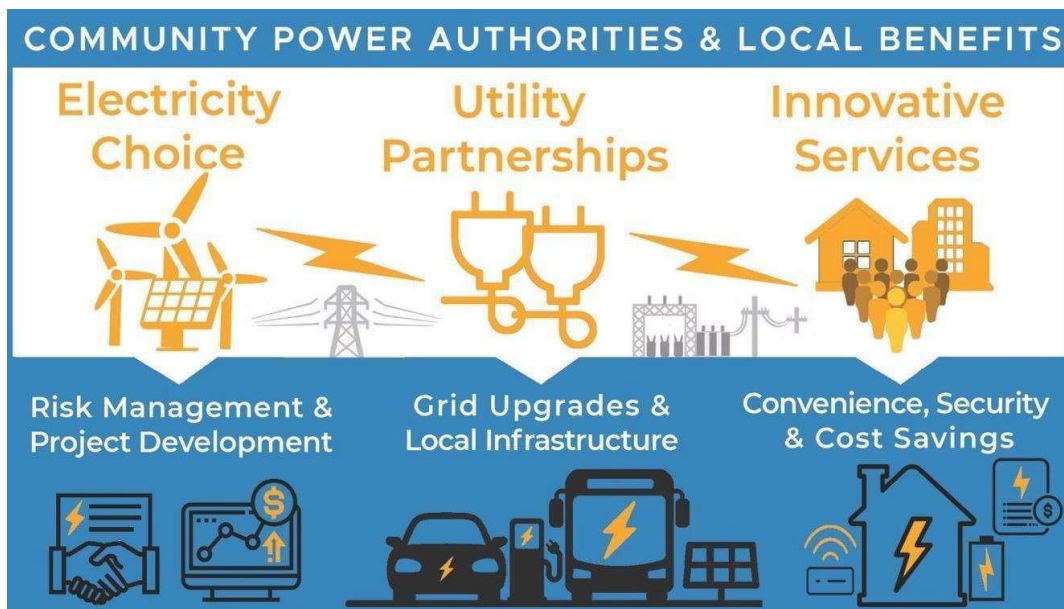 COMMUNITY POWER AUTHORITIES & LOCAL BENEFITS
Electricity
Choice
Utility
Partnerships
Innovative
Services
Risk Management &
Project Development
Grid Upgrades &
Local Infrastructure
Convenience, Security
& Cost Savings
$
$